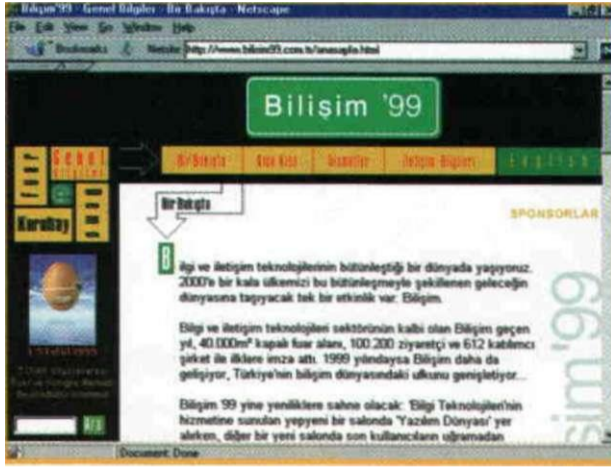 Bilişim'99 - Genel Bilgiler - Bir Bakışta - Netscape
File Edit View Go Window Help
Bookmarks Netsite: http://www.bilisim99.com.tr/anasayfa.html
Bilişim '99
Genel
Bilgiler
Bir Bakışta
Hizmetler
İletişim Bilgileri
English
Kurultay
Bir Bakışta
SPONSORLAR
Bilgi ve iletişim teknolojilerinin bütünleştiği bir dünyada yaşıyoruz.
2000'e bir kala ülkemizi bu bütünleşmeyle şekillenen geleceğin
dünyasına taşıyacak tek bir etkinlik var: Bilişim.
Bilgi ve iletişim teknolojileri sektörünün kalbi olan Bilişim geçen
yıl, 40.000m² kapalı fuar alanı, 100.200 ziyaretçi ve 612 katılımcı
şirket ile ilklere imza attı. 1999 yılındaysa Bilişim daha da
gelişiyor, Türkiye'nin bilişim dünyasındaki ufkunu genişletiyor...
Bilişim '99 yine yeniliklere sahne olacak: 'Bilgi Teknolojileri'nin
hizmetine sunulan yepyeni bir salonda 'Yazılım Dünyası' yer
alırken, diğer bir yeni salonda son kullanıcıların uğramadan
sim'99
Ara
Document: Done